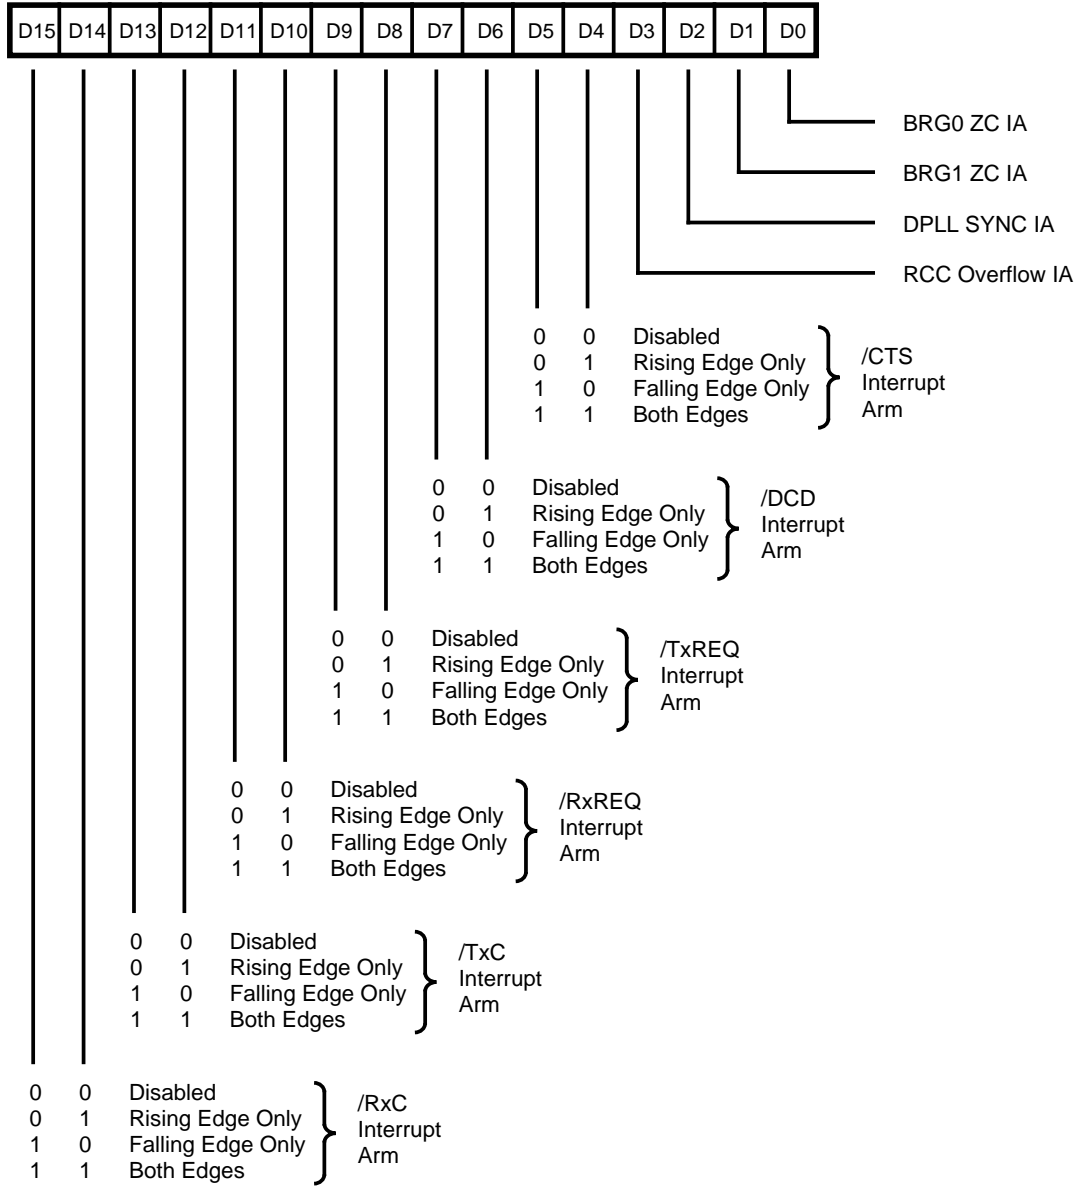 D15 D14 D13 D12 D11 D10 D9 D8 D7 D6 D5 D4 D3 D2 D1 D0
BRG0 ZC IA
BRG1 ZC IA
DPLL SYNC IA
RCC Overflow IA
0 0 Disabled
0 1 Rising Edge Only
1 0 Falling Edge Only
1 1 Both Edges
/CTS
Interrupt
Arm
0 0 Disabled
0 1 Rising Edge Only
1 0 Falling Edge Only
1 1 Both Edges
/DCD
Interrupt
Arm
0 0 Disabled
0 1 Rising Edge Only
1 0 Falling Edge Only
1 1 Both Edges
/TxREQ
Interrupt
Arm
0 0 Disabled
0 1 Rising Edge Only
1 0 Falling Edge Only
1 1 Both Edges
/RxREQ
Interrupt
Arm
0 0 Disabled
0 1 Rising Edge Only
1 0 Falling Edge Only
1 1 Both Edges
/TxC
Interrupt
Arm
0 0 Disabled
0 1 Rising Edge Only
1 0 Falling Edge Only
1 1 Both Edges
/RxC
Interrupt
Arm